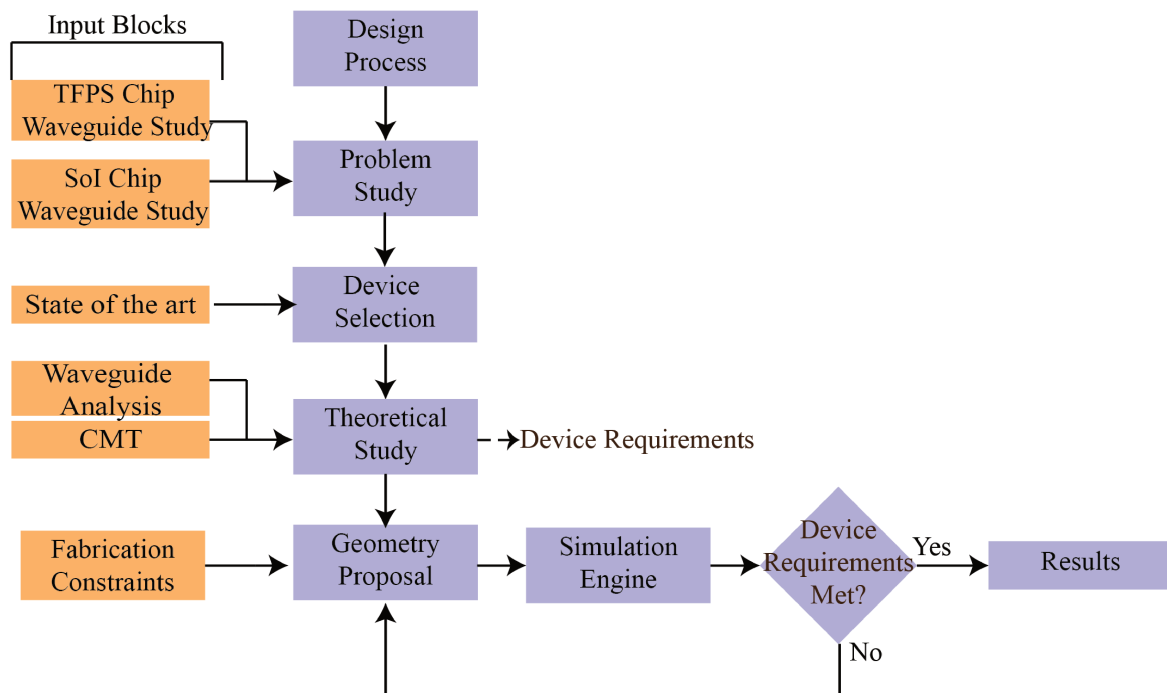 Input Blocks
Design
Process
TFPS Chip
Waveguide Study
SoI Chip
Waveguide Study
Problem
Study
State of the art
Device
Selection
Waveguide
Analysis
CMT
Theoretical
Study
Device Requirements
Fabrication
Constraints
Geometry
Proposal
Simulation
Engine
Device
Requirements
Met?
Yes
Results
No